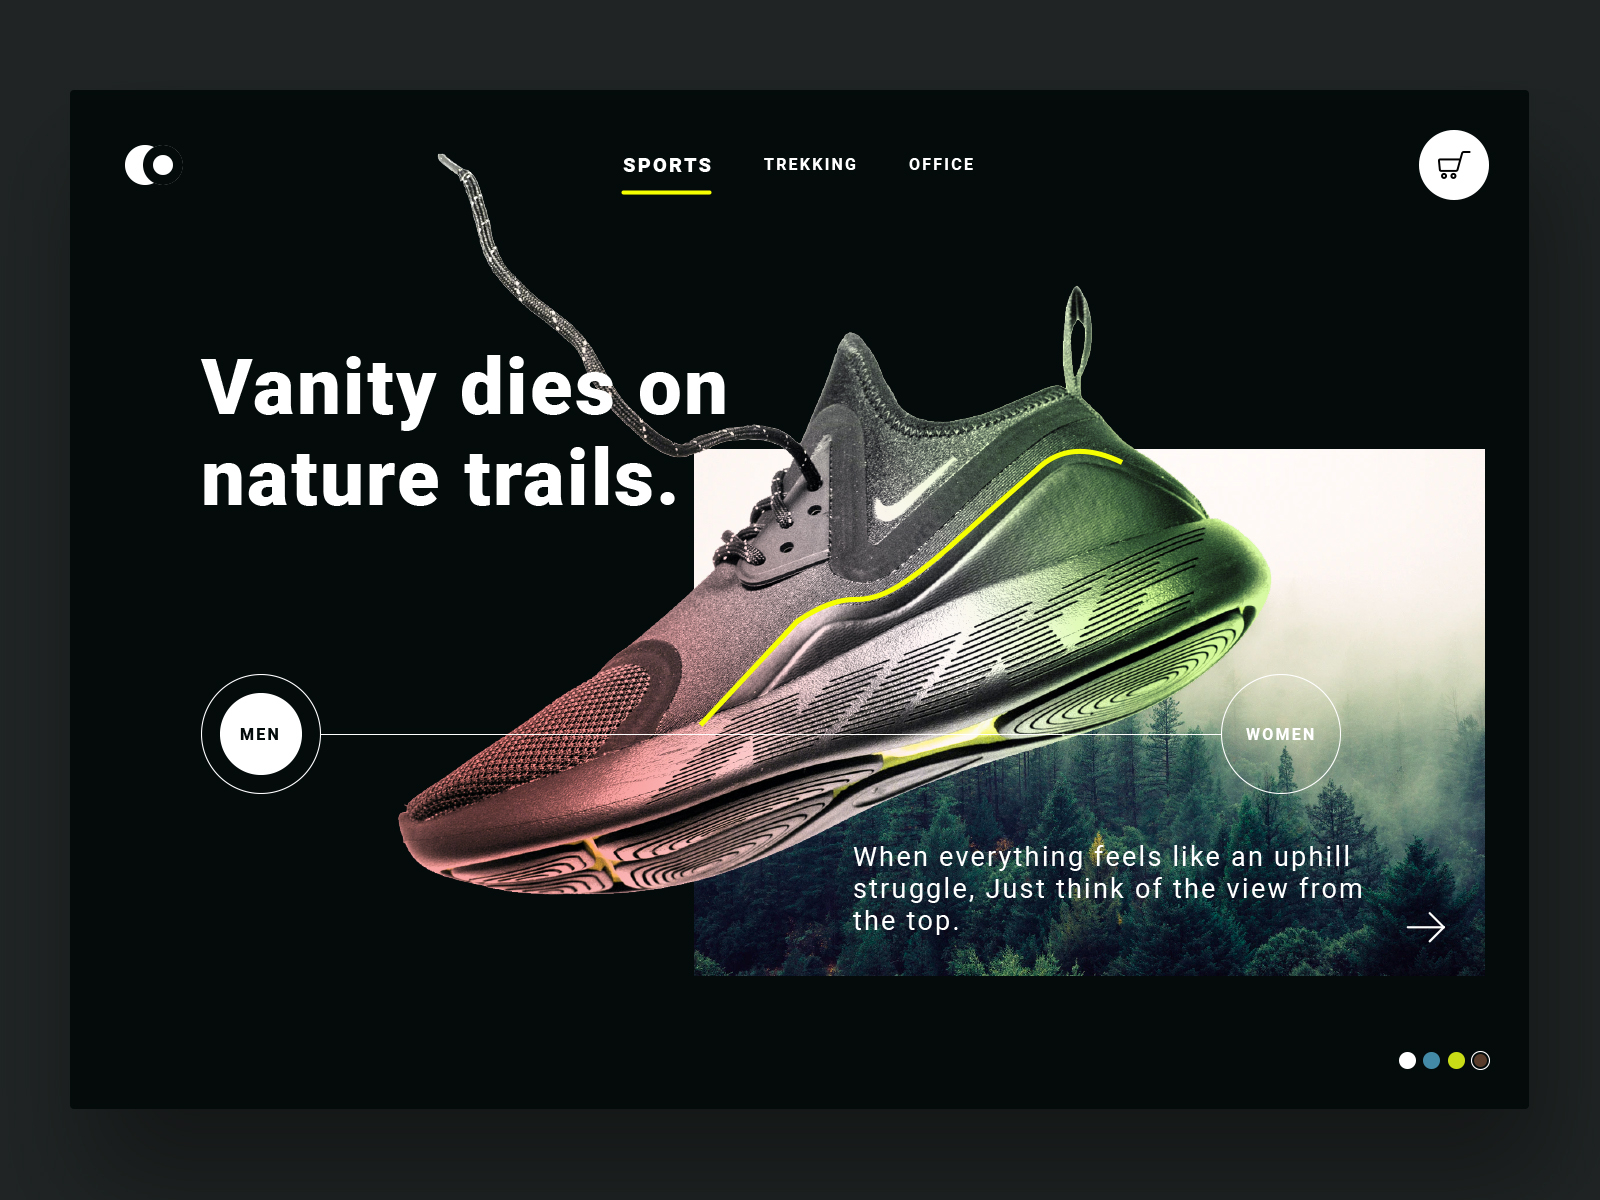 SPORTS TREKKING OFFICE
Vanity dies on
nature trails.
MEN
WOMEN
When everything feels like an uphill
struggle, Just think of the view from
the top.